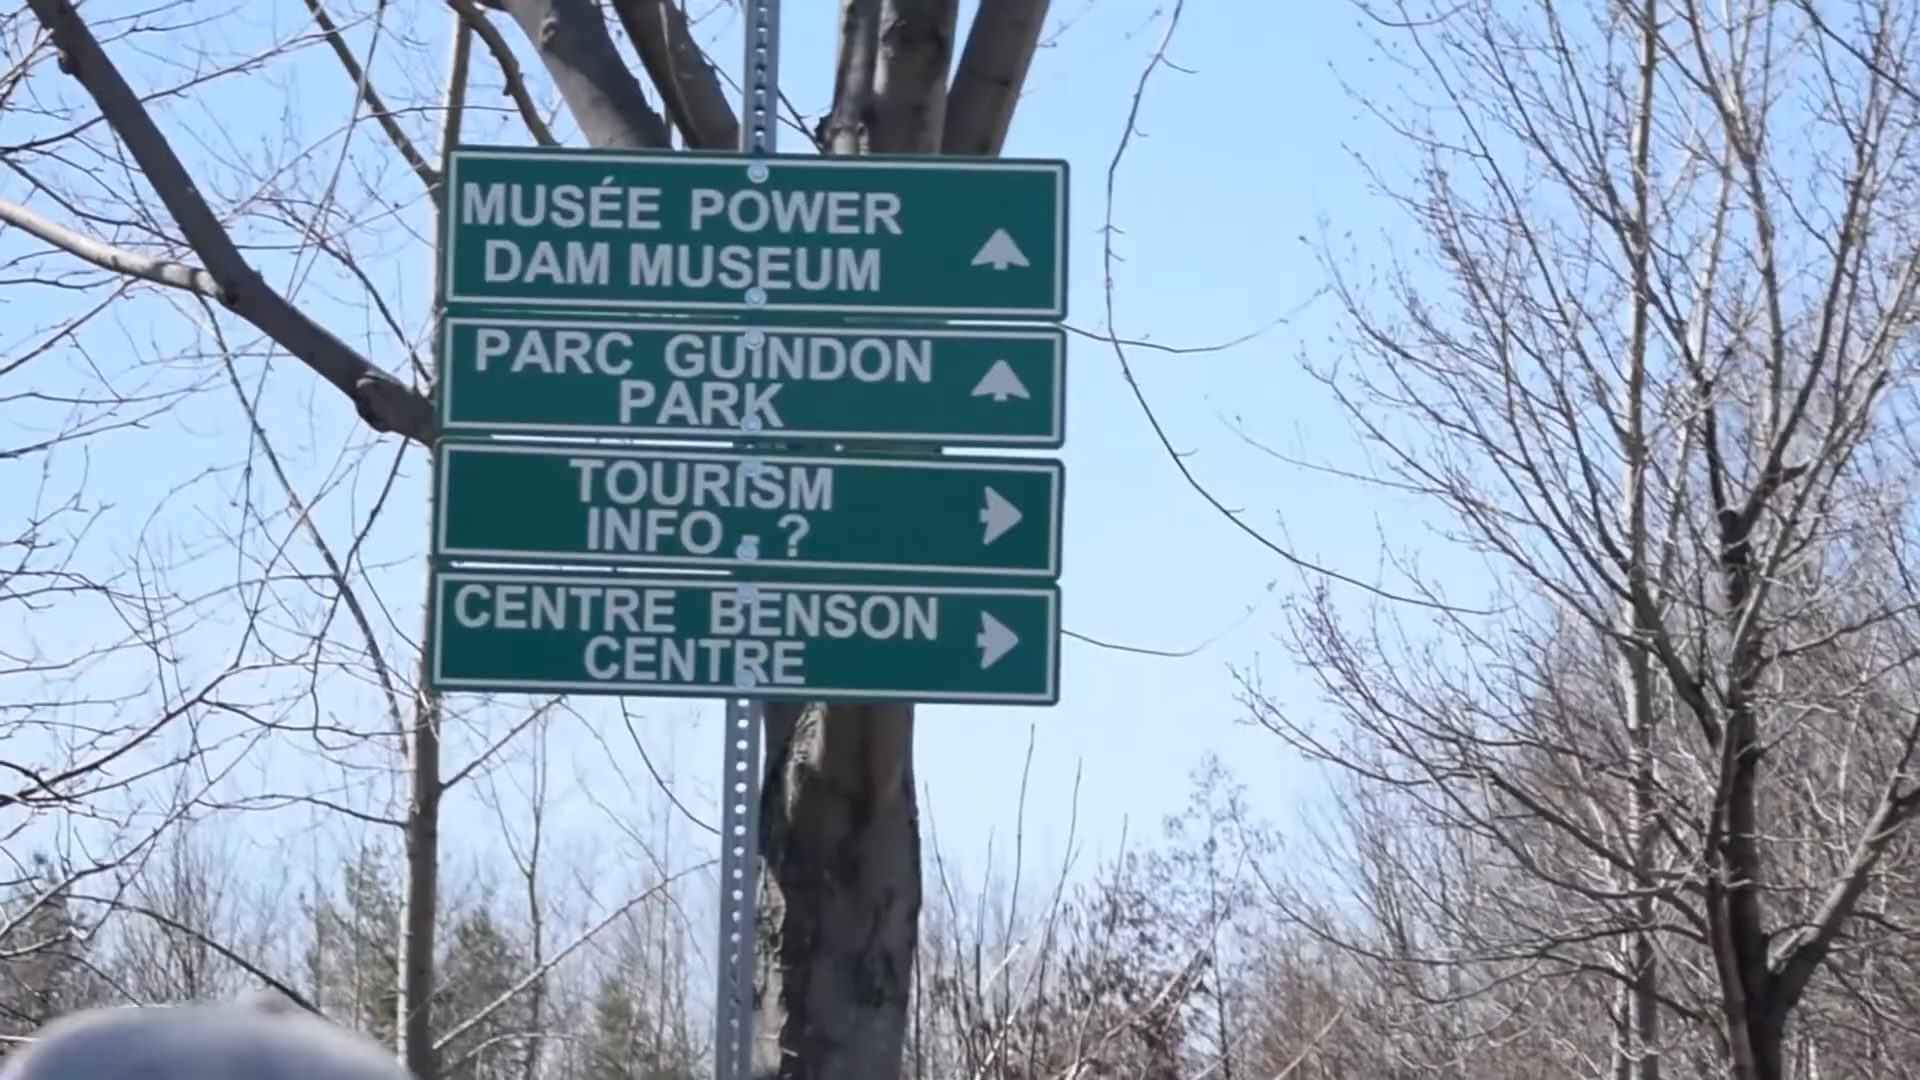 MUSÉE POWER
DAM MUSEUM
PARC GUINDON
PARK
TOURISM
INFO ?
CENTRE BENSON
CENTRE